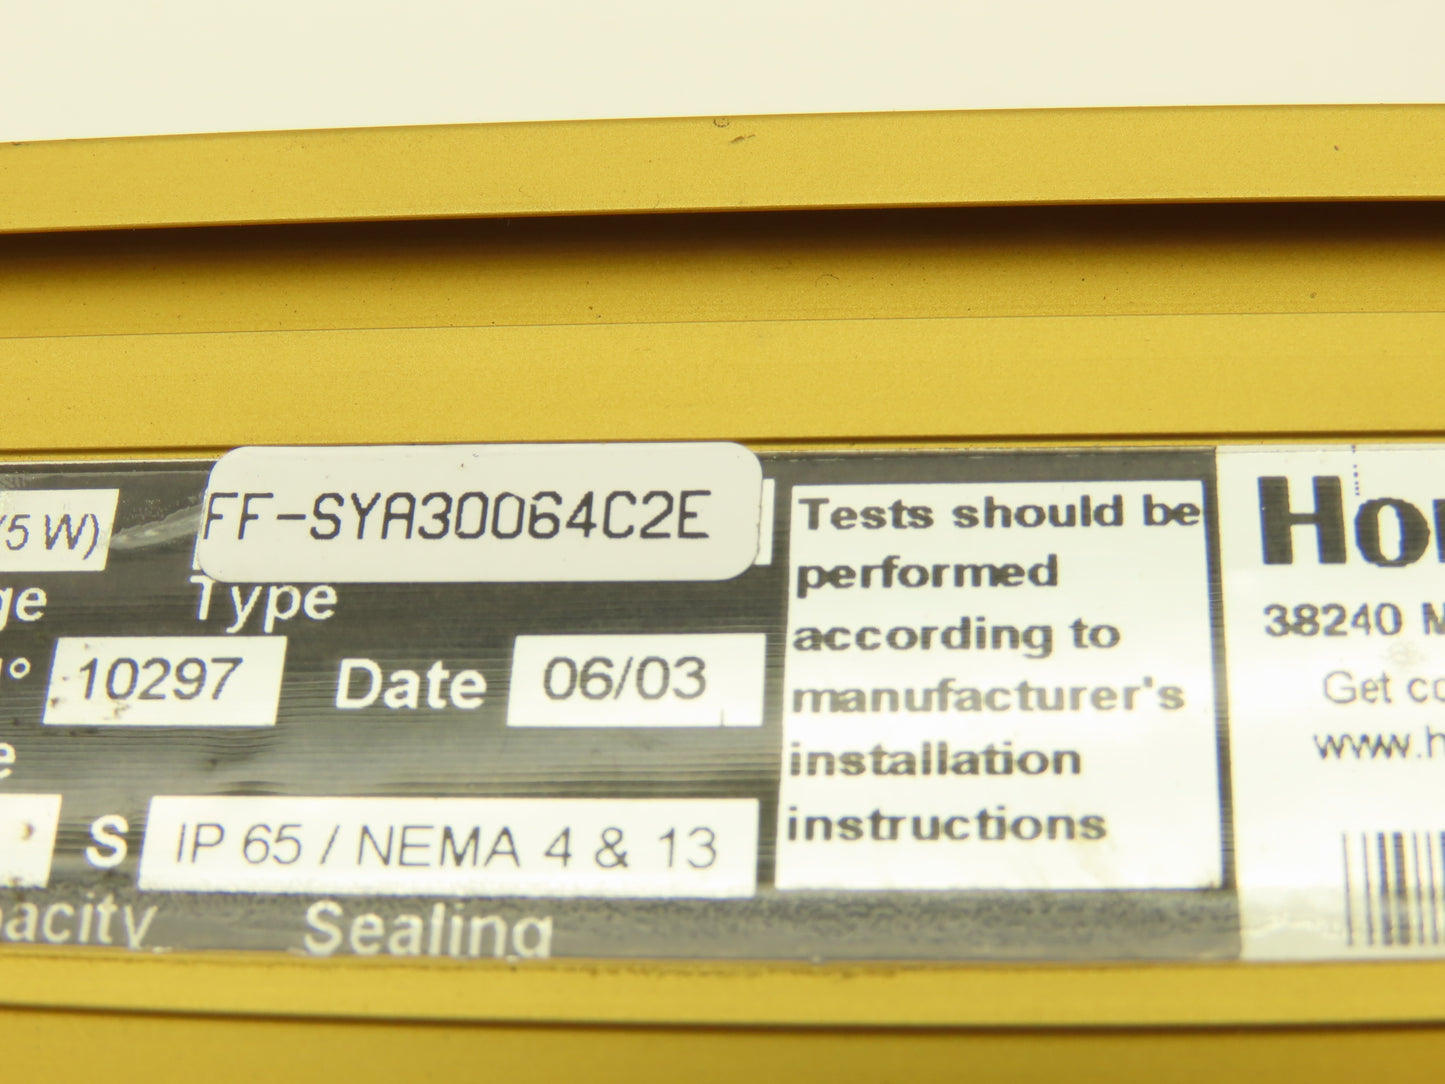 /5 W)
FF-SYA30064C2E
Type
10297 Date 06/03
S IP 65 / NEMA 4 & 13
Sealing
Tests should be
performed
according to
manufacturer's
installation
instructions
38240
Get
www.